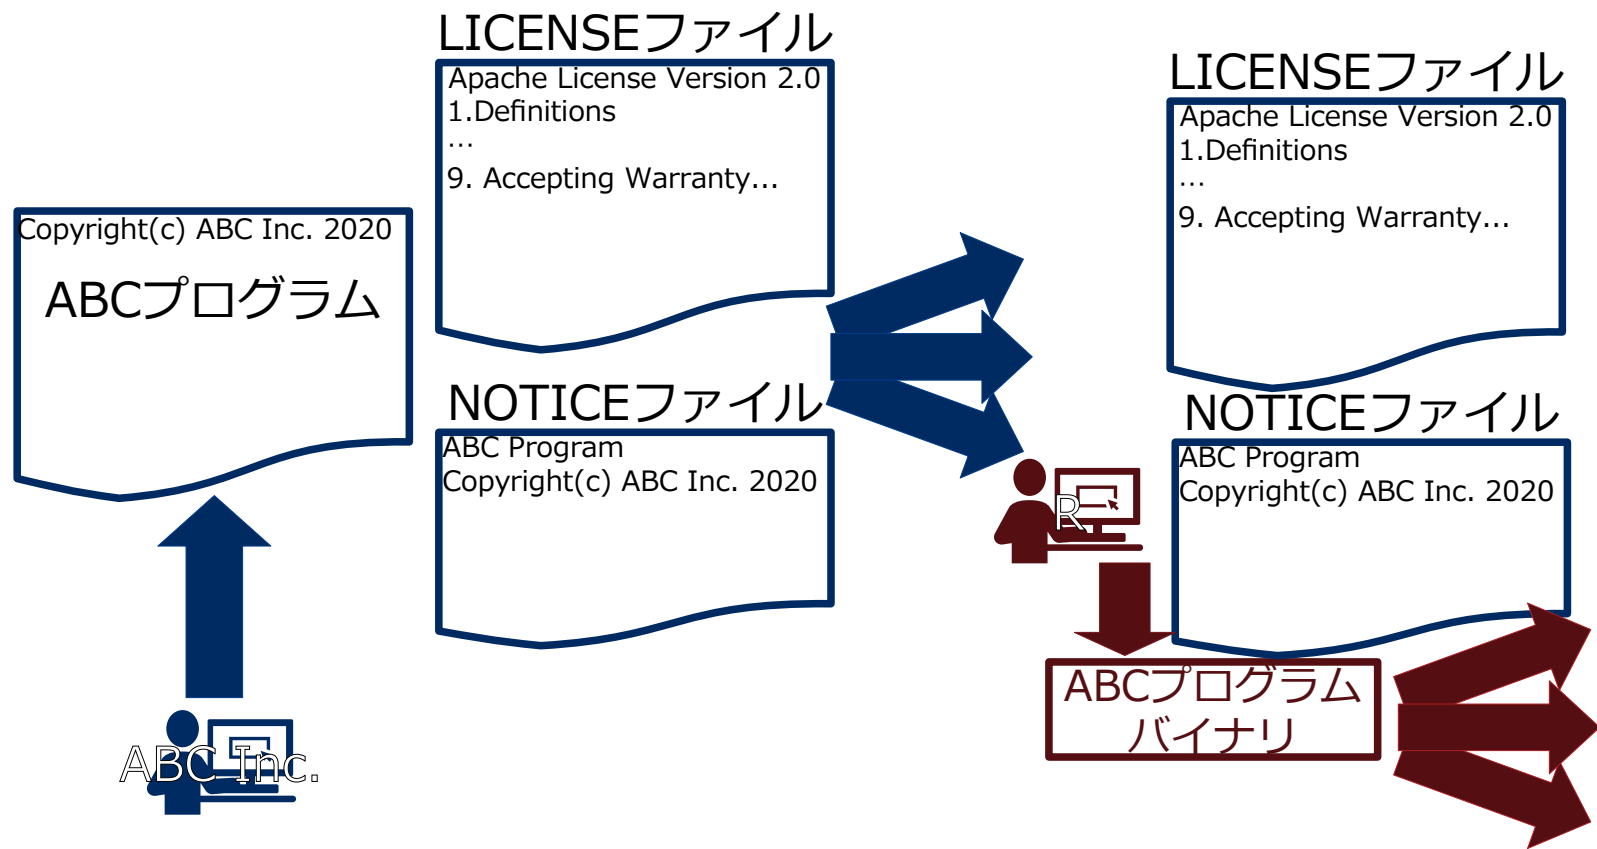 LICENSEファイル
Apache License Version 2.0
1.Definitions
…
9. Accepting Warranty...
Copyright(c) ABC Inc. 2020
ABCプログラム
NOTICEファイル
ABC Program
Copyright(c) ABC Inc. 2020
ABC Inc.
LICENSEファイル
Apache License Version 2.0
1.Definitions
…
9. Accepting Warranty...
NOTICEファイル
ABC Program
Copyright(c) ABC Inc. 2020
R
ABCプログラム
バイナリ